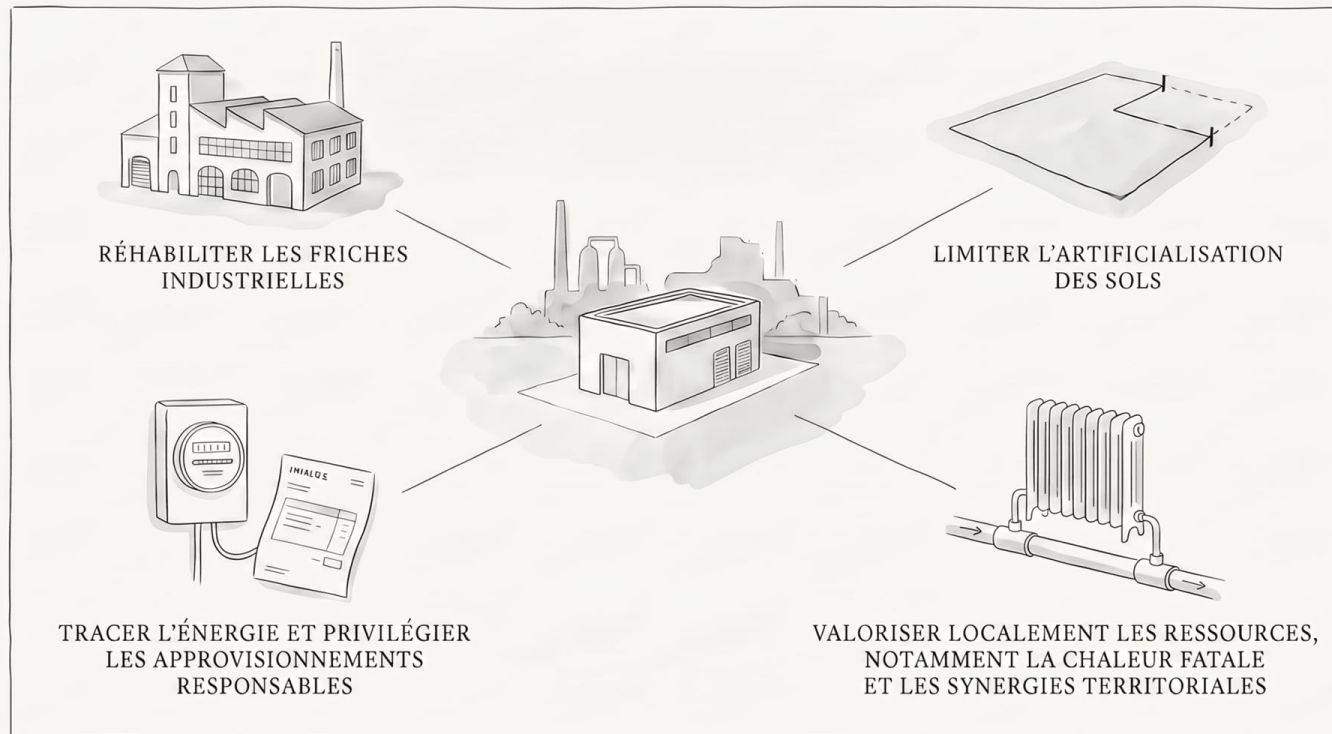 RÉHABILITER LES FRICHES
INDUSTRIELLES
LIMITER L'ARTIFICIALISATION
DES SOLS
TRACER L'ÉNERGIE ET PRIVILÉGIER
LES APPROVISIONNEMENTS
RESPONSABLES
VALORISER LOCALEMENT LES RESSOURCES,
NOTAMMENT LA CHALEUR FATALE
ET LES SYNERGIES TERRITORIALES